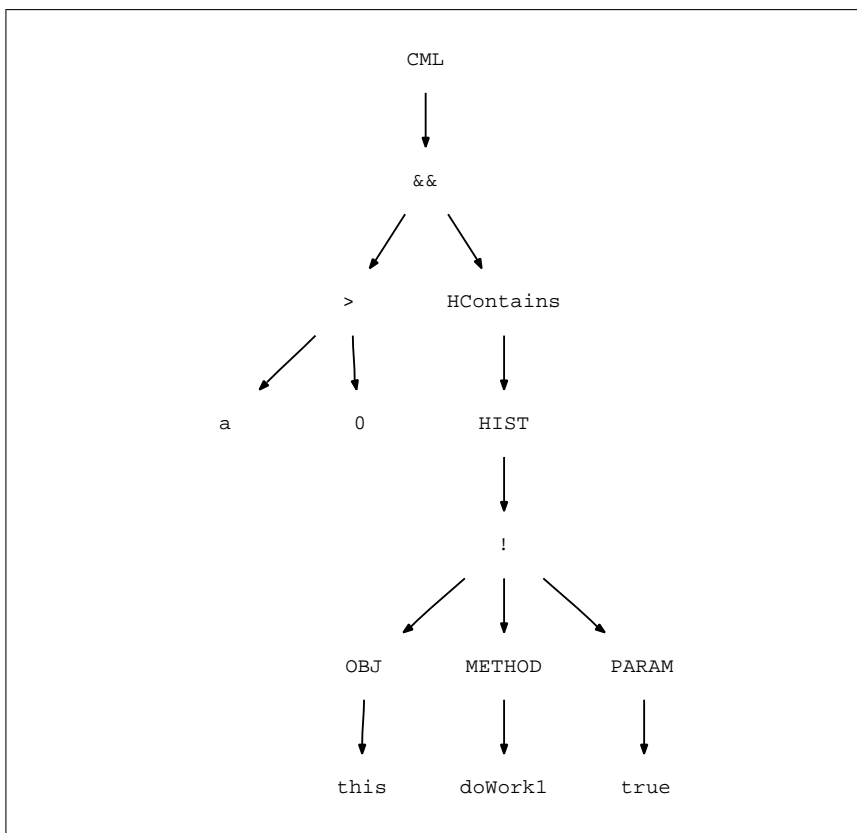 CML
&&
> HContains
a 0 HIST
!
OBJ METHOD PARAM
this doWork1 true